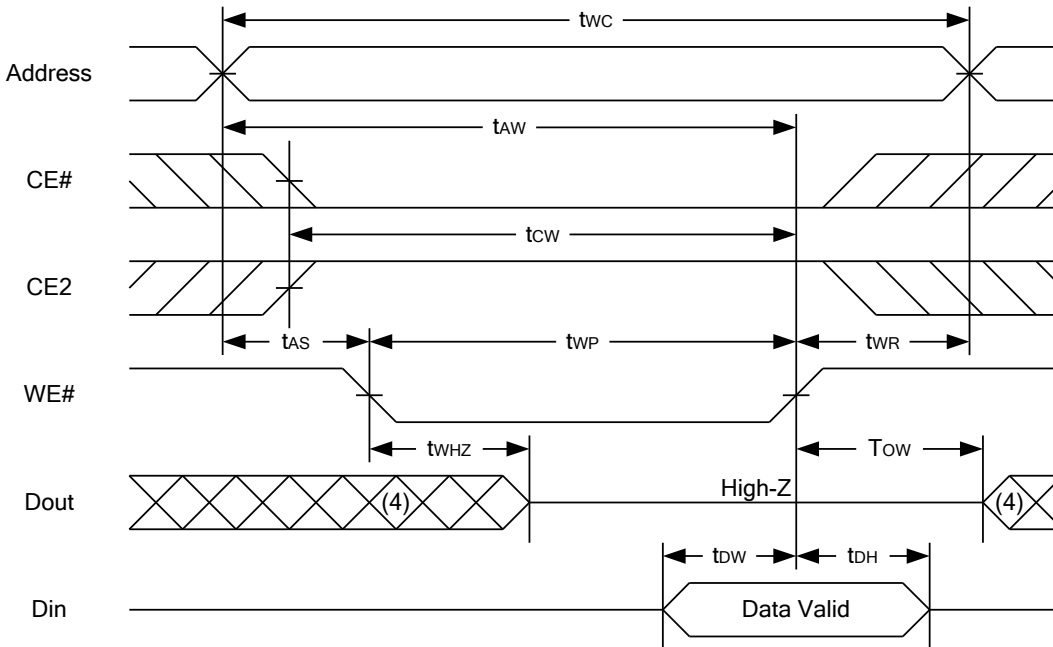 tWC
Address
tAW
CE#
tCW
CE2
tAS tWP tWR
WE#
tWHZ TOW
Dout (4) High-Z (4)
tDW tDH
Din Data Valid